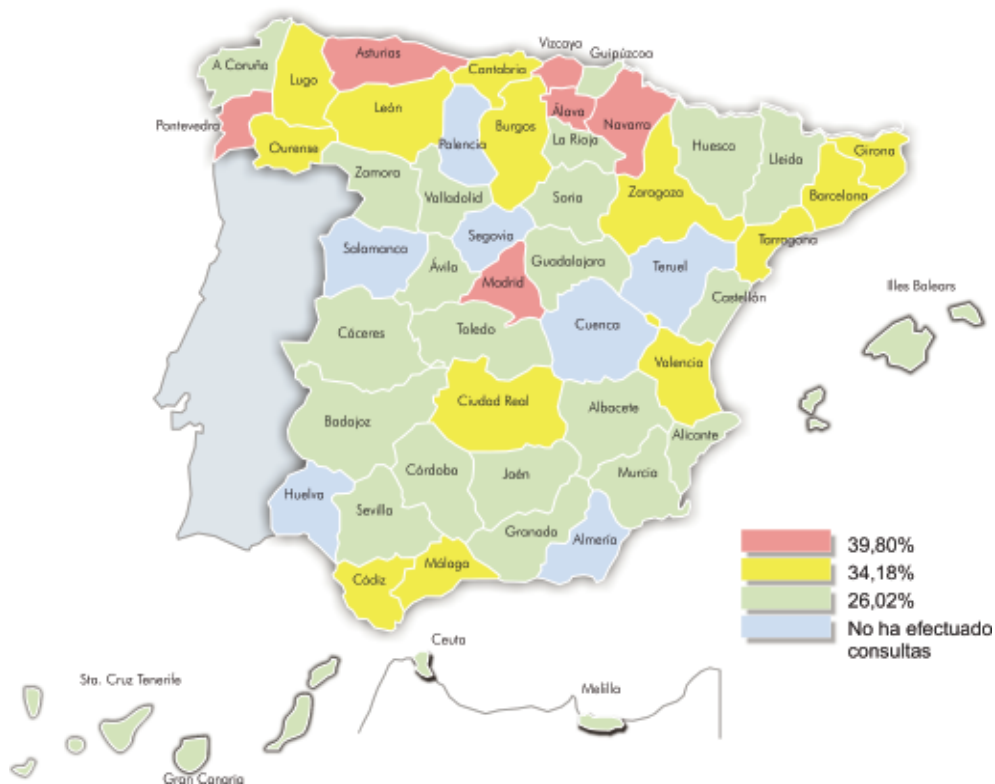 Vizcaya
Guipúzcoa
Asturias
Cantabria
A Coruña
Lugo
León
Álava
Navarra
Pontevedra
Burgos
Palencia
La Rioja
Ourense
Huesca
Lleida
Girona
Zamora
Valladolid
Soria
Zaragoza
Barcelona
Segovia
Tarragona
Salamanca
Ávila
Madrid
Guadalajara
Teruel
Castellón
Illes Balears
Cáceres
Toledo
Cuenca
Valencia
Ciudad Real
Albacete
Badajoz
Alicante
Córdoba
Jaén
Murcia
Huelva
Sevilla
Granada
Almería
Málaga
Cádiz
39,80%
34,18%
26,02%
No ha efectuado
consultas
Ceuta
Sta. Cruz Tenerife
Melilla
Gran Canaria